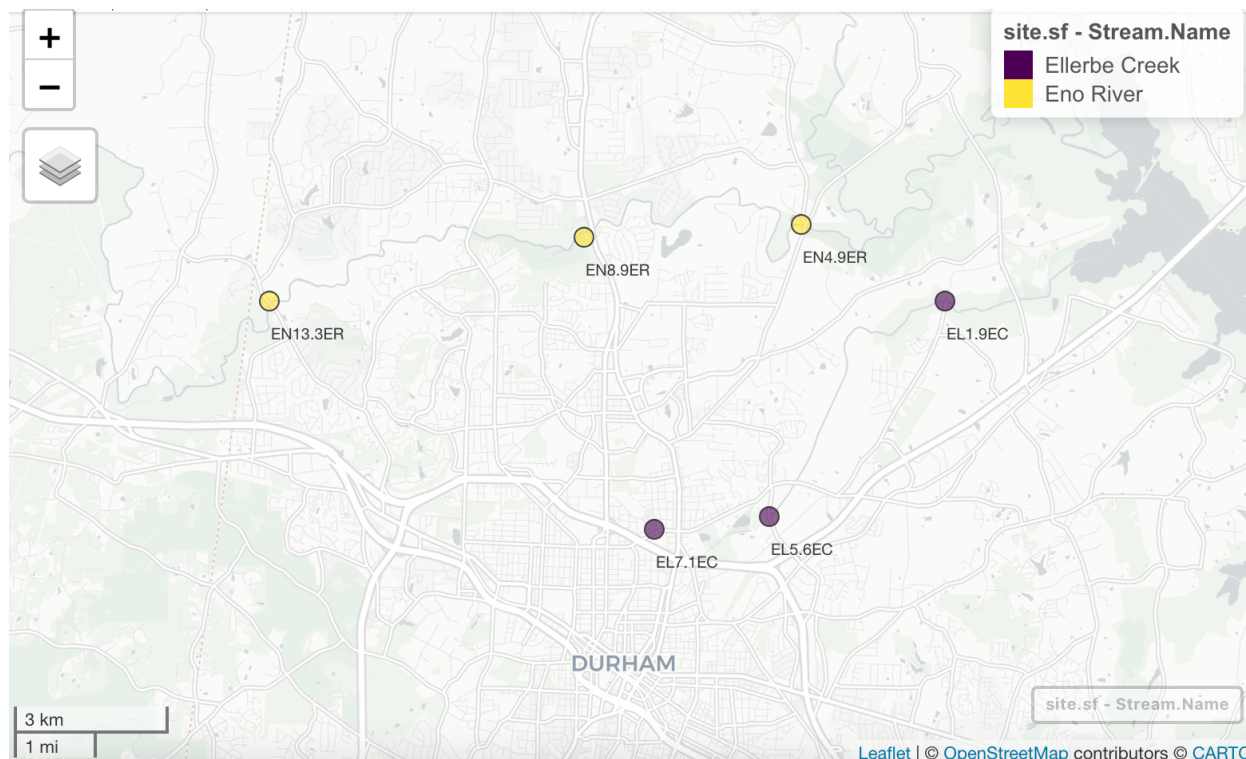 +
−
site.sf - Stream.Name
Ellerbe Creek
Eno River
EN8.9ER
EN4.9ER
EN13.3ER
EL1.9EC
EL5.6EC
EL7.1EC
DURHAM
site.sf - Stream.Name
3 km
1 mi
Leaflet | © OpenStreetMap contributors © CARTO